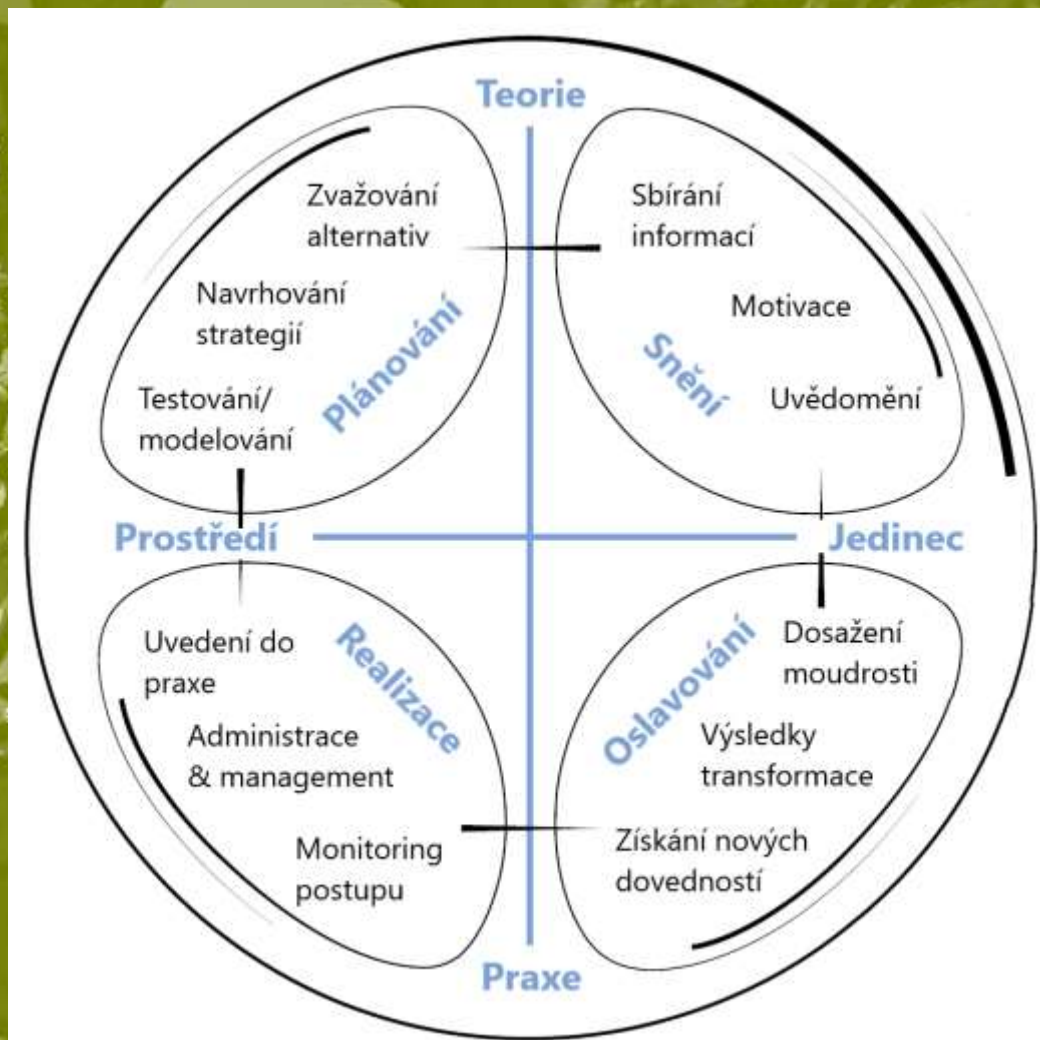 Teorie
Zvažování
alternativ
Navrhování
strategií
Testování/
modelování
Plánování
Sbírání
informací
Motivace
Uvědomění
Snění
Prostředí
Jedinec
Uvedení do
praxe
Administrace
& management
Monitoring
postupu
Realizace
Oslavování
Dosažení
moudrosti
Výsledky
transformace
Získání nových
dovedností
Praxe